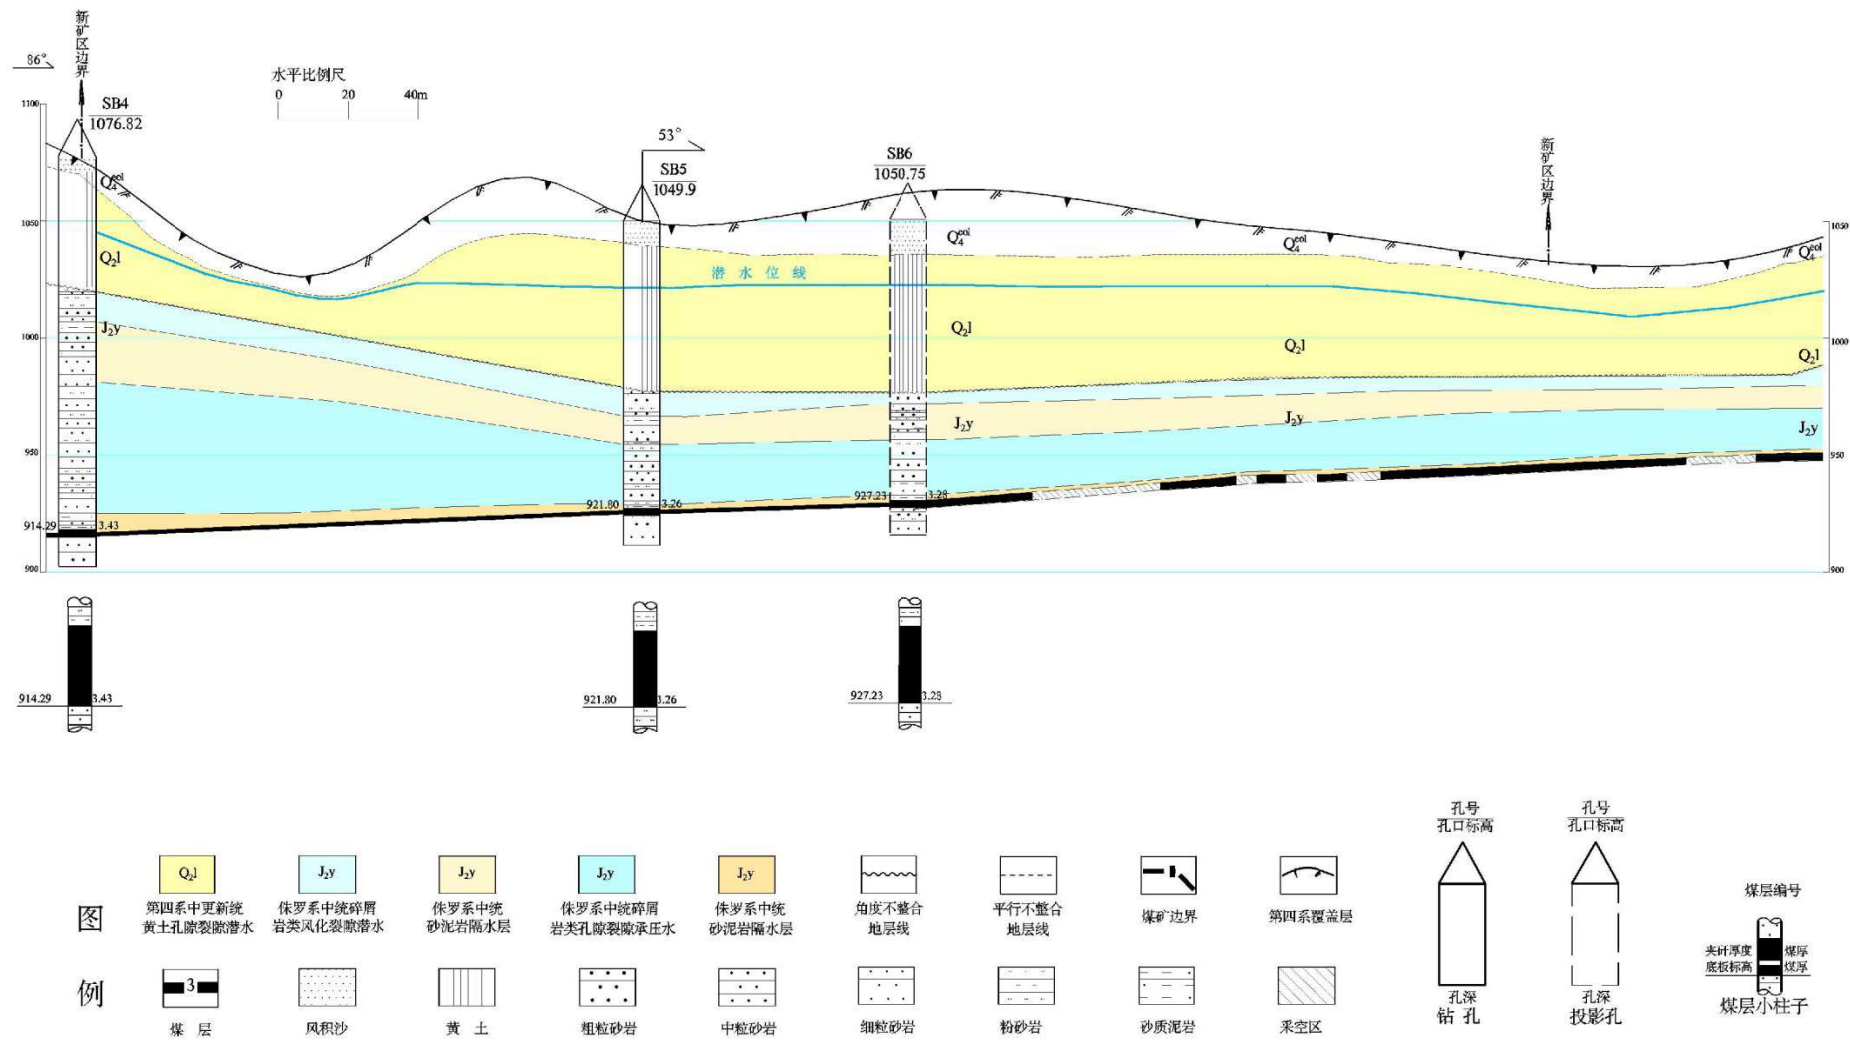 新矿区边界
86°
水平比例尺
0 20 40m
SB4
1076.82
53°
SB5
1049.9
SB6
1050.75
新矿区边界
1100
1050
1000
950
900
1050
1000
950
900
Q₄ᵉᵒˡ
Q₄ᵉᵒˡ
Q₄ᵉᵒˡ
Q₄ᵉᵒˡ
潜水位线
Q₂l
Q₂l
Q₂l
Q₂l
J₂y
J₂y
J₂y
J₂y
914.29 3.43
921.80 3.26
927.23 3.28
914.29 3.43
921.80 3.26
927.23 3.28
图例
Q₂l
第四系中更新统
黄土孔隙裂隙潜水
J₂y
侏罗系中统碎屑
岩类风化裂隙潜水
J₂y
侏罗系中统
砂泥岩隔水层
J₂y
侏罗系中统碎屑
岩类孔隙裂隙承压水
J₂y
侏罗系中统
砂泥岩隔水层
角度不整合
地层线
平行不整合
地层线
煤矿边界
第四系覆盖层
3
煤层
风积沙
黄土
粗粒砂岩
中粒砂岩
细粒砂岩
粉砂岩
砂质泥岩
采空区
孔号
孔口标高
孔深
钻孔
孔号
孔口标高
孔深
投影孔
煤层编号
夹矸厚度 煤厚
底板标高 煤厚
煤层小柱子